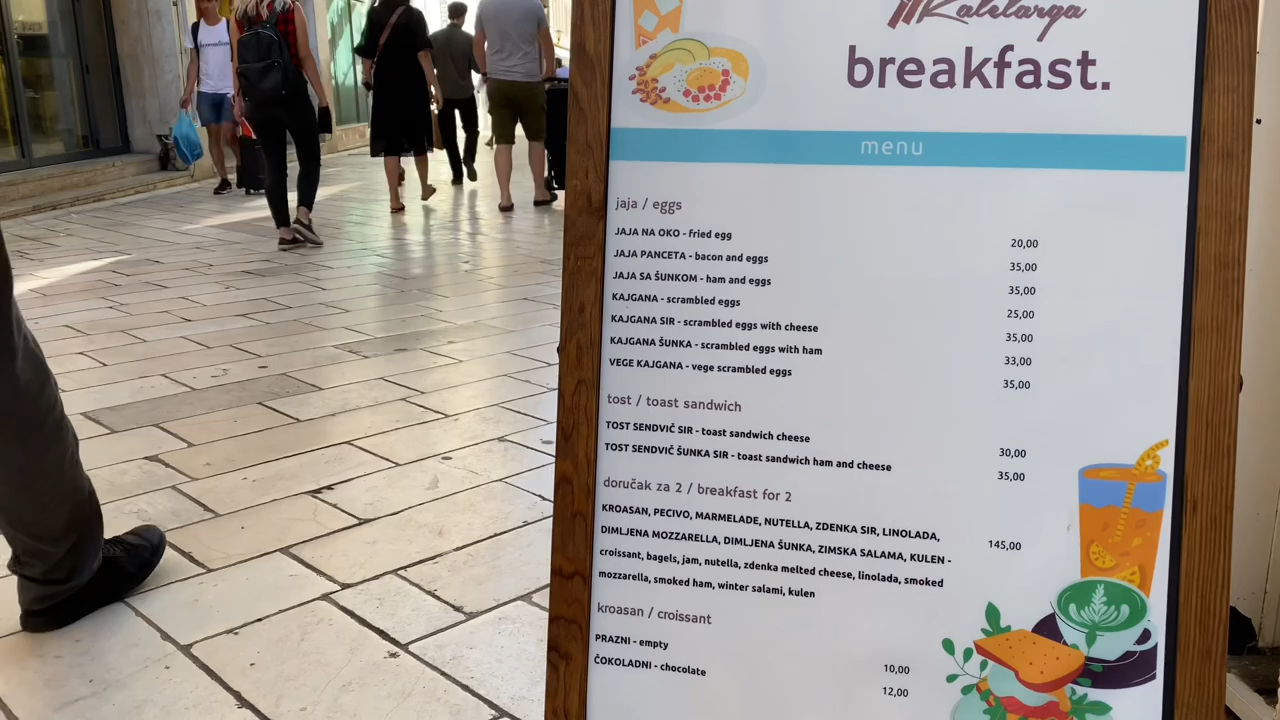 Kalelarga
breakfast.
menu
jaja / eggs
JAJA NA OKO - fried egg 20,00
JAJA PANCETA - bacon and eggs 35,00
JAJA SA ŠUNKOM - ham and eggs 35,00
KAJGANA - scrambled eggs 25,00
KAJGANA SIR - scrambled eggs with cheese 35,00
KAJGANA ŠUNKA - scrambled eggs with ham 33,00
VEGE KAJGANA - vege scrambled eggs 35,00
tost / toast sandwich
TOST SENDVIČ SIR - toast sandwich cheese 30,00
TOST SENDVIČ ŠUNKA SIR - toast sandwich ham and cheese 35,00
doručak za 2 / breakfast for 2
KROASAN, PECIVO, MARMELADE, NUTELLA, ZDENKA SIR, LINOLADA,
DIMLJENA MOZZARELLA, DIMLJENA ŠUNKA, ZIMSKA SALAMA, KULEN - 145,00
croissant, bagels, jam, nutella, zdenka melted cheese, linolada, smoked
mozzarella, smoked ham, winter salami, kulen
kroasan / croissant
PRAZNI - empty 10,00
ČOKOLADNI - chocolate 12,00